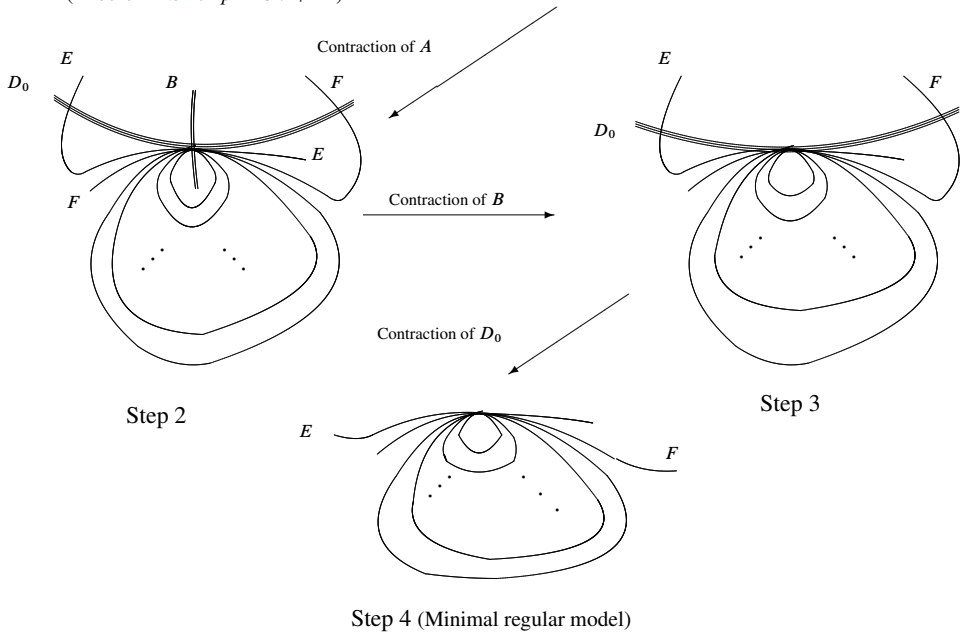 Contraction of A
E
D₀
B
F
E
F
Contraction of B
E
F
D₀
Contraction of D₀
Step 2
Step 3
E
F
Step 4 (Minimal regular model)